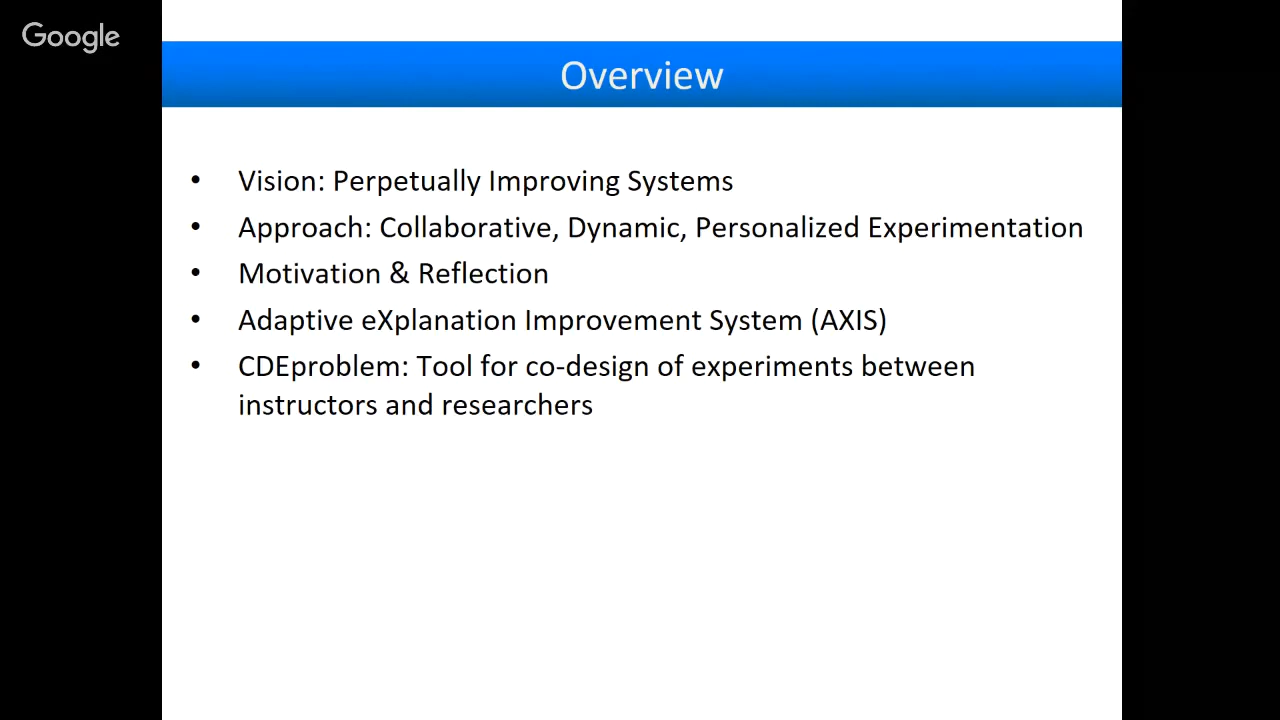 Google
Overview
• Vision: Perpetually Improving Systems
• Approach: Collaborative, Dynamic, Personalized Experimentation
• Motivation & Reflection
• Adaptive eXplanation Improvement System (AXIS)
• CDEproblem: Tool for co-design of experiments between
instructors and researchers